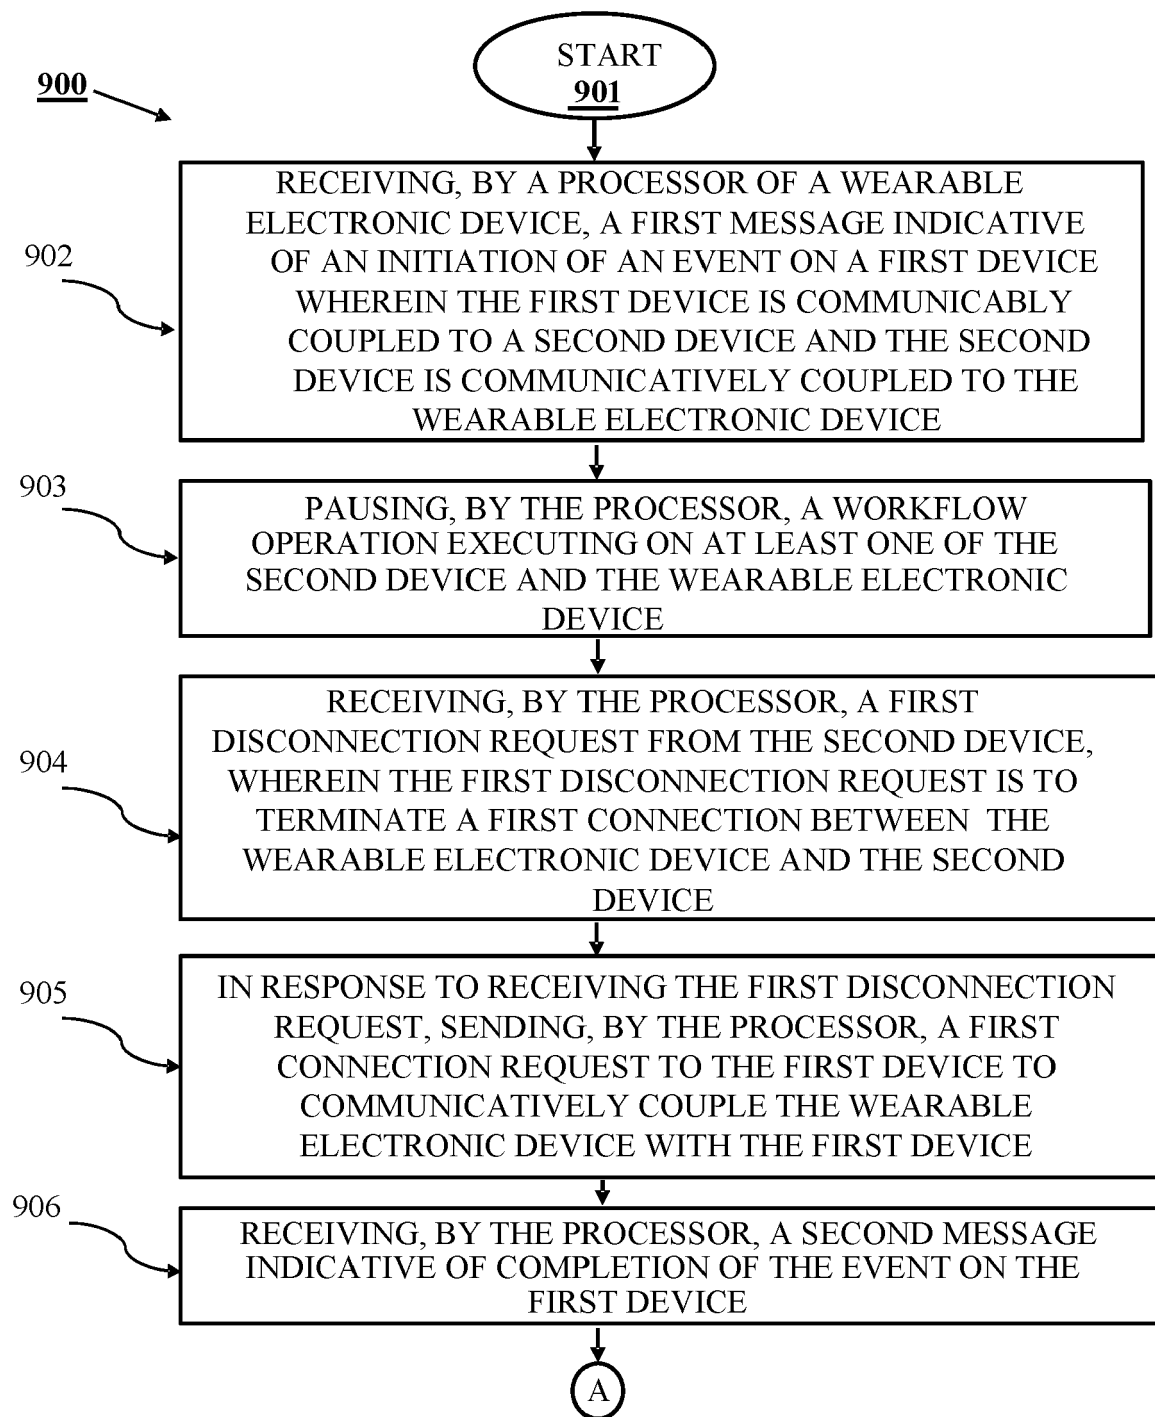 START
901
900
RECEIVING, BY A PROCESSOR OF A WEARABLE
ELECTRONIC DEVICE, A FIRST MESSAGE INDICATIVE
OF AN INITIATION OF AN EVENT ON A FIRST DEVICE
WHEREIN THE FIRST DEVICE IS COMMUNICABLY
COUPLED TO A SECOND DEVICE AND THE SECOND
DEVICE IS COMMUNICATIVELY COUPLED TO THE
WEARABLE ELECTRONIC DEVICE
902
903
PAUSING, BY THE PROCESSOR, A WORKFLOW
OPERATION EXECUTING ON AT LEAST ONE OF THE
SECOND DEVICE AND THE WEARABLE ELECTRONIC
DEVICE
904
RECEIVING, BY THE PROCESSOR, A FIRST
DISCONNECTION REQUEST FROM THE SECOND DEVICE,
WHEREIN THE FIRST DISCONNECTION REQUEST IS TO
TERMINATE A FIRST CONNECTION BETWEEN THE
WEARABLE ELECTRONIC DEVICE AND THE SECOND
DEVICE
905
IN RESPONSE TO RECEIVING THE FIRST DISCONNECTION
REQUEST, SENDING, BY THE PROCESSOR, A FIRST
CONNECTION REQUEST TO THE FIRST DEVICE TO
COMMUNICATIVELY COUPLE THE WEARABLE
ELECTRONIC DEVICE WITH THE FIRST DEVICE
906
RECEIVING, BY THE PROCESSOR, A SECOND MESSAGE
INDICATIVE OF COMPLETION OF THE EVENT ON THE
FIRST DEVICE
A